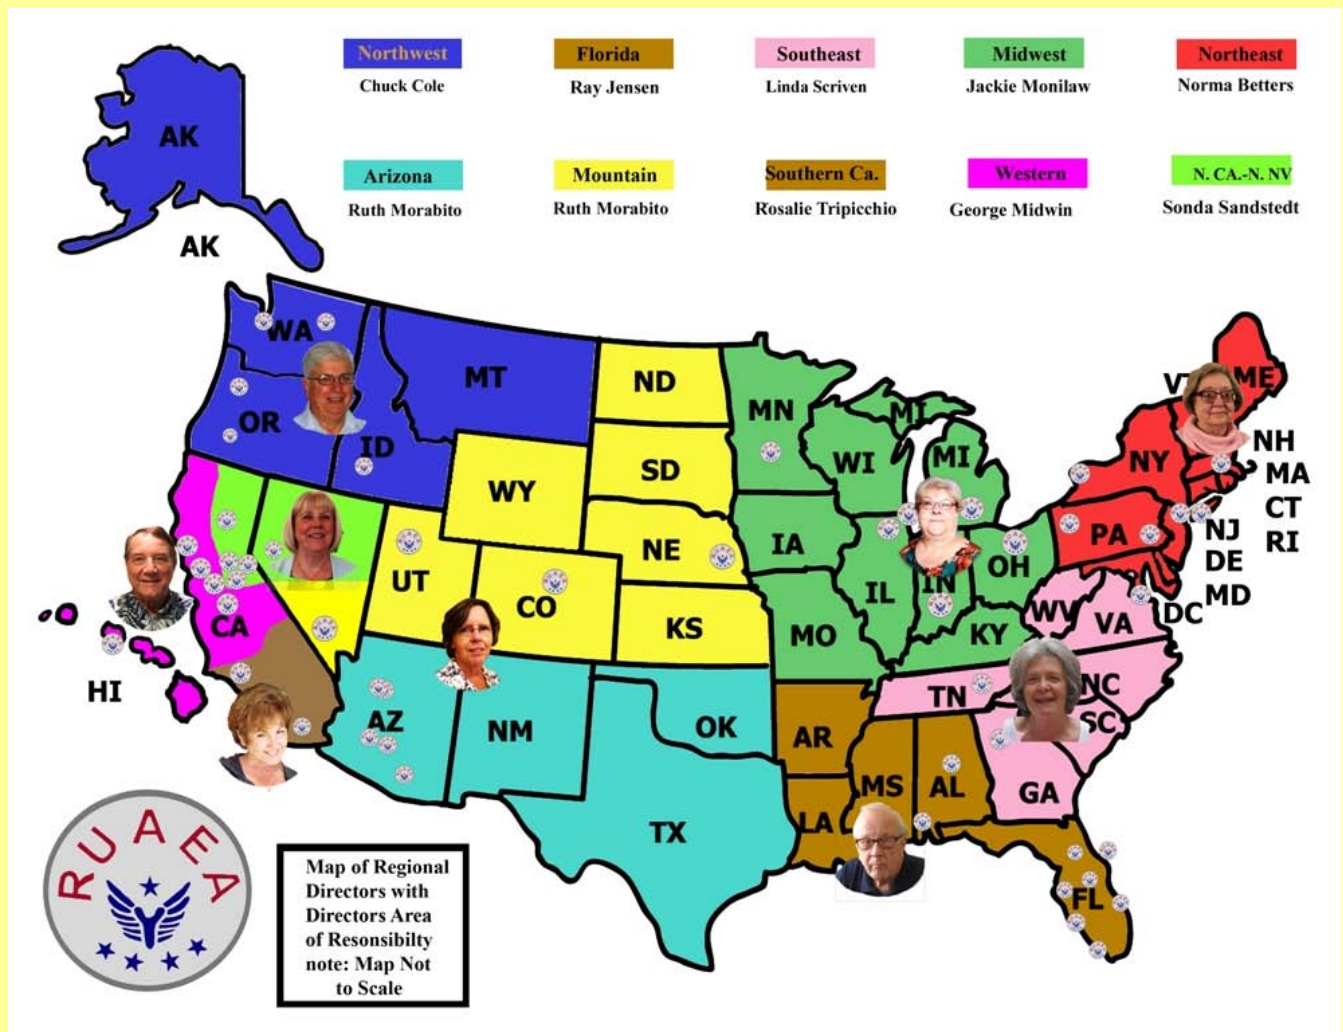 Northwest
Chuck Cole
Florida
Ray Jensen
Southeast
Linda Scriven
Midwest
Jackie Monilaw
Northeast
Norma Betters
Arizona
Ruth Morabito
Mountain
Ruth Morabito
Southern Ca.
Rosalie Tripicchio
Western
George Midwin
N. CA.-N. NV
Sonda Sandstedt
AK
AK
WA
OR
ID
MT
ND
MN
MI
MI
WI
SD
WY
NE
IA
UT
CO
KS
MO
IL
IN
OH
KY
NY
PA
ME
NH
MA
CT
RI
NJ
DE
MD
DC
WV
VA
CA
HI
AZ
NM
OK
TX
AR
LA
MS
AL
TN
NC
SC
GA
FL
RUAEA
Map of Regional
Directors with
Directors Area
of Resonsibilty
note: Map Not
to Scale